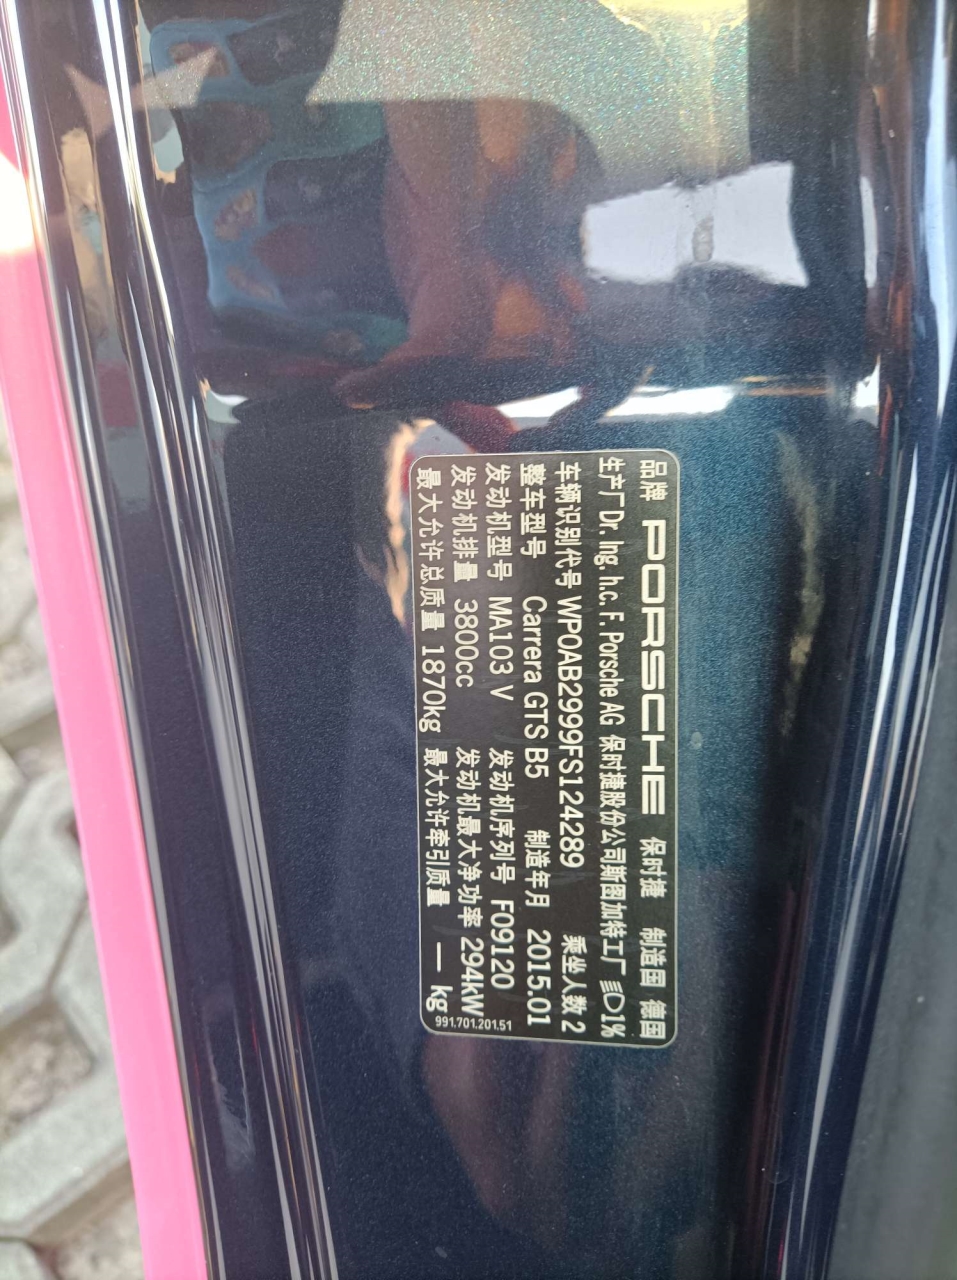 品牌 PORSCHE 保时捷 制造国 德国
生产厂Dr. Ing. h.c. F. Porsche AG 保时捷股份公司斯图加特工厂 1%
车辆识别代号 WP0AB2999FS124289 乘坐人数 2
整车型号 Carrera GTS B5 制造年月 2015.01
发动机型号 MA103 V 发动机序列号 F09120
发动机排量 3800cc 发动机最大净功率 294kW
最大允许总质量 1870kg 最大允许牵引质量 — kg
991.701.201.51